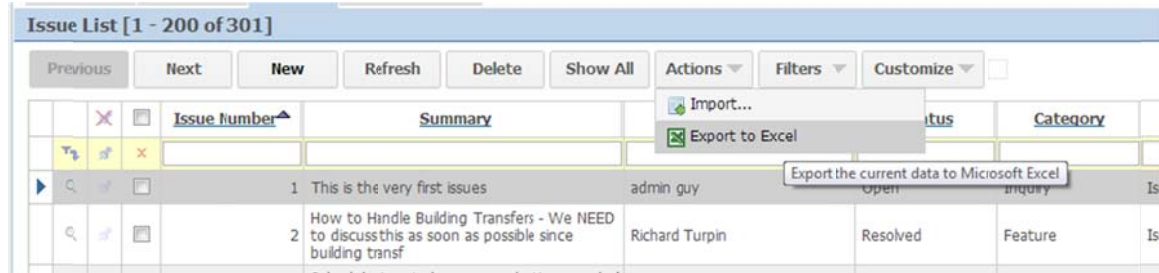 Issue List [1 - 200 of 301]
Previous Next New Refresh Delete Show All Actions Filters Customize
Import...
Export to Excel
Issue Number Summary Category
Export the current data to Microsoft Excel
1 This is the very first issues admin guy Open Inquiry Is
How to Handle Building Transfers - We NEED
2 to discuss this as soon as possible since Richard Turpin Resolved Feature Is
building transf